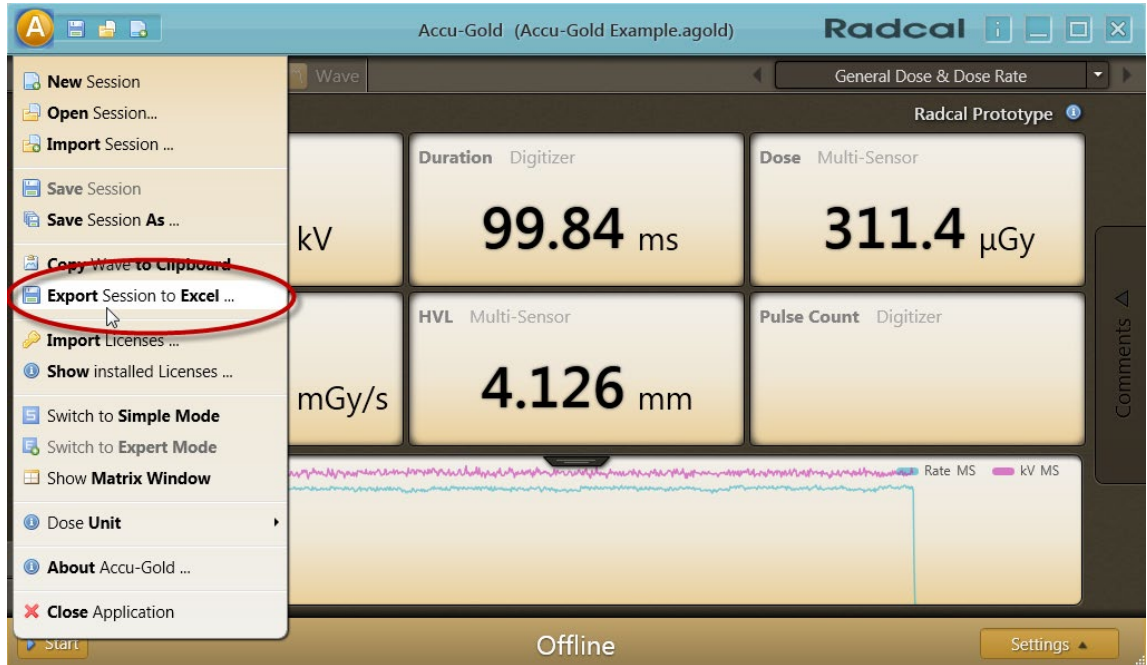 A
Accu-Gold (Accu-Gold Example.agold)
Radcal
i
New Session
Open Session...
Import Session ...
Save Session
Save Session As ...
Copy Wave to Clipboard
Export Session to Excel ...
Import Licenses ...
Show installed Licenses ...
Switch to Simple Mode
Switch to Expert Mode
Show Matrix Window
Dose Unit
About Accu-Gold ...
Close Application
Wave
General Dose & Dose Rate
Radcal Prototype
kV
Duration Digitizer
99.84 ms
Dose Multi-Sensor
311.4 µGy
mGy/s
HVL Multi-Sensor
4.126 mm
Pulse Count Digitizer
Comments
Rate MS kV MS
Start
Offline
Settings